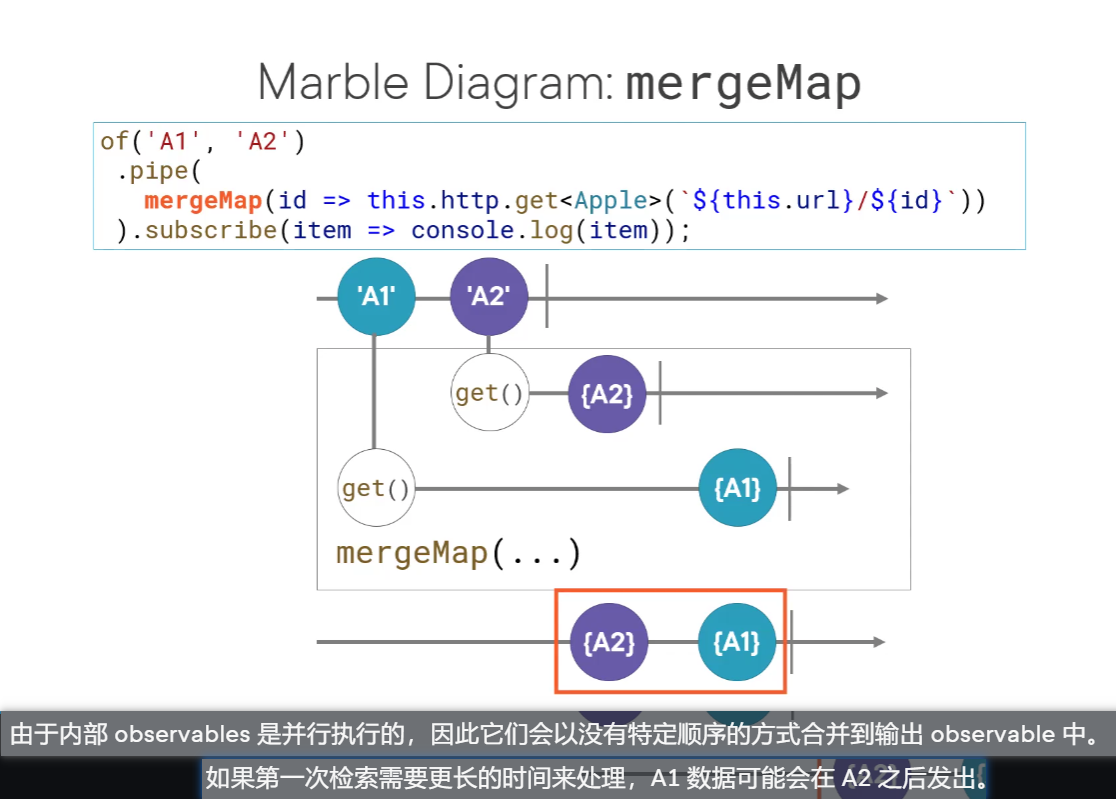 Marble Diagram: mergeMap
of('A1', 'A2')
.pipe(
mergeMap(id => this.http.get<Apple>(`${this.url}/${id}`))
).subscribe(item => console.log(item));
'A1' 'A2'
get() {A2}
get() {A1}
mergeMap(...)
{A2} {A1}
由于内部 observables 是并行执行的，因此它们会以没有特定顺序的方式合并到输出 observable 中。
如果第一次检索需要更长的时间来处理，A1 数据可能会在 A2 之后发出。